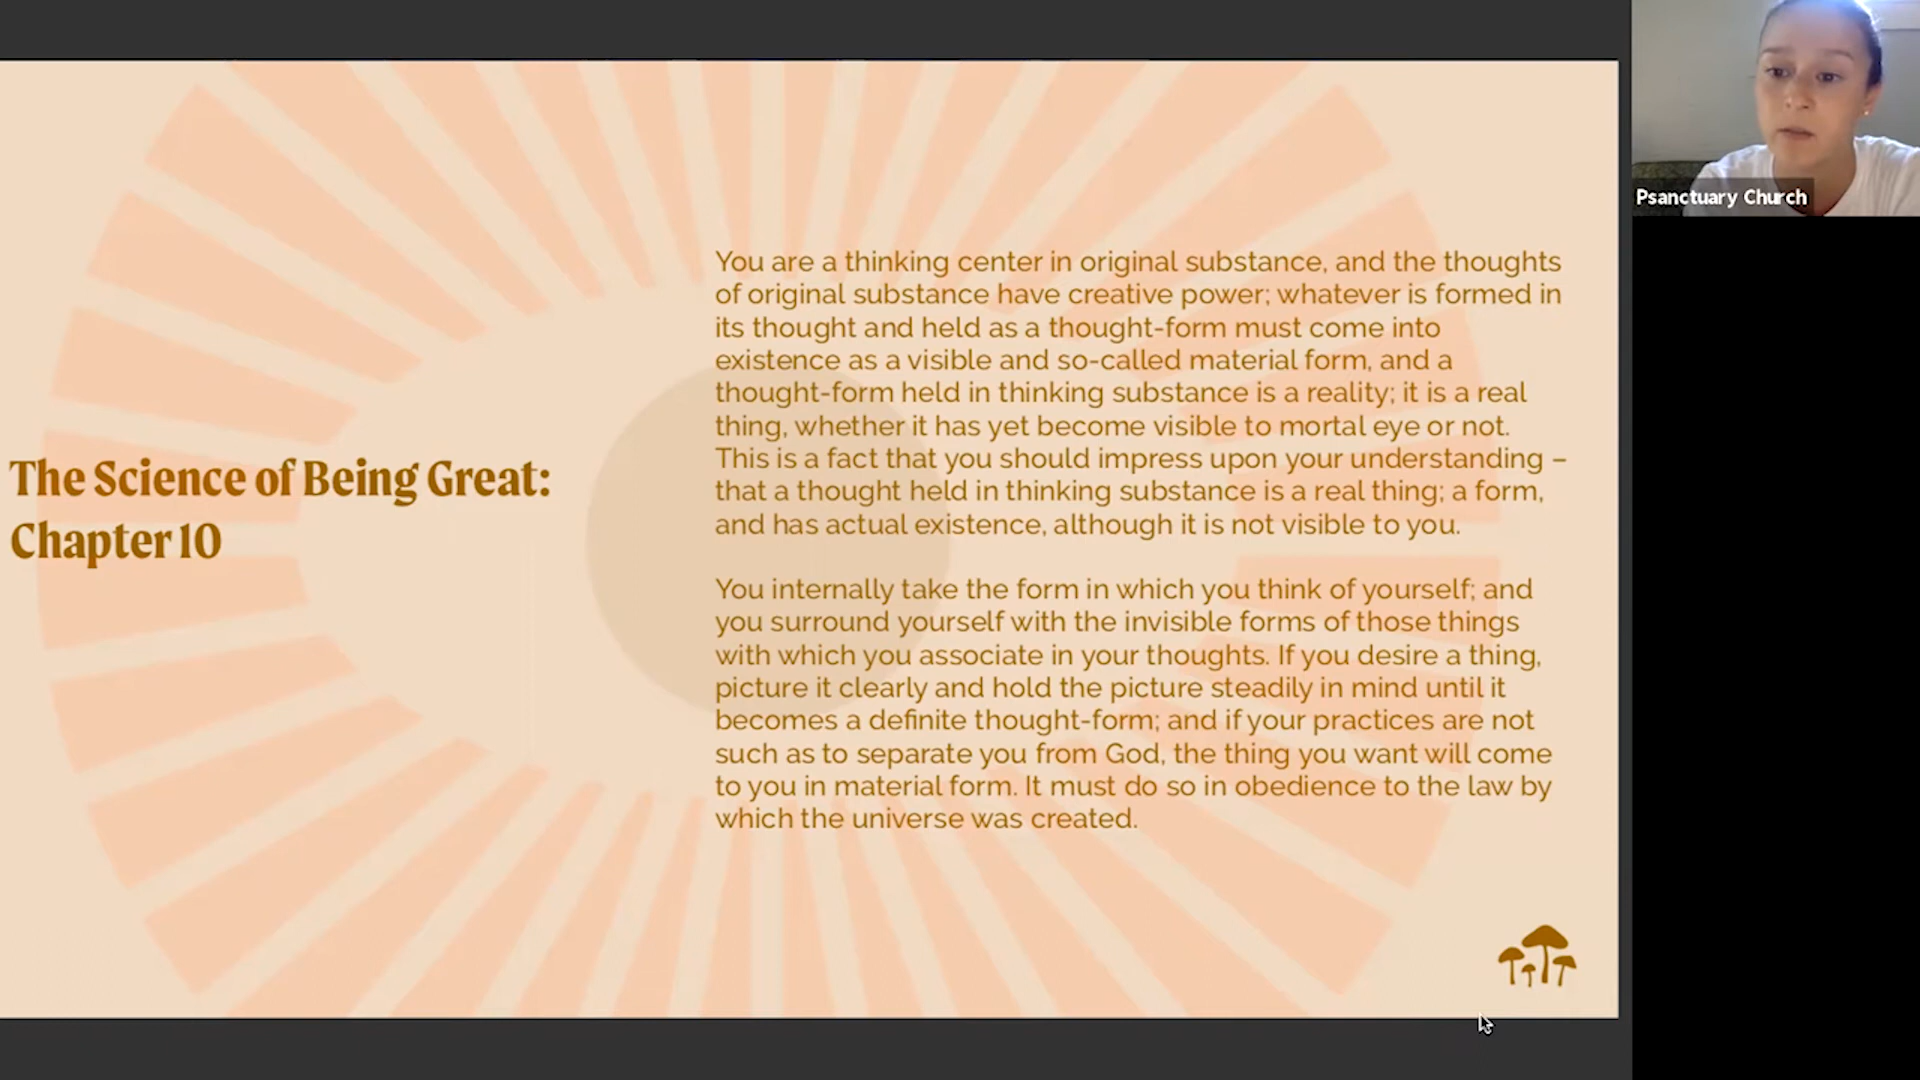 Psanctuary Church
The Science of Being Great:
Chapter 10
You are a thinking center in original substance, and the thoughts
of original substance have creative power; whatever is formed in
its thought and held as a thought-form must come into
existence as a visible and so-called material form, and a
thought-form held in thinking substance is a reality; it is a real
thing, whether it has yet become visible to mortal eye or not.
This is a fact that you should impress upon your understanding –
that a thought held in thinking substance is a real thing; a form,
and has actual existence, although it is not visible to you.
You internally take the form in which you think of yourself; and
you surround yourself with the invisible forms of those things
with which you associate in your thoughts. If you desire a thing,
picture it clearly and hold the picture steadily in mind until it
becomes a definite thought-form; and if your practices are not
such as to separate you from God, the thing you want will come
to you in material form. It must do so in obedience to the law by
which the universe was created.